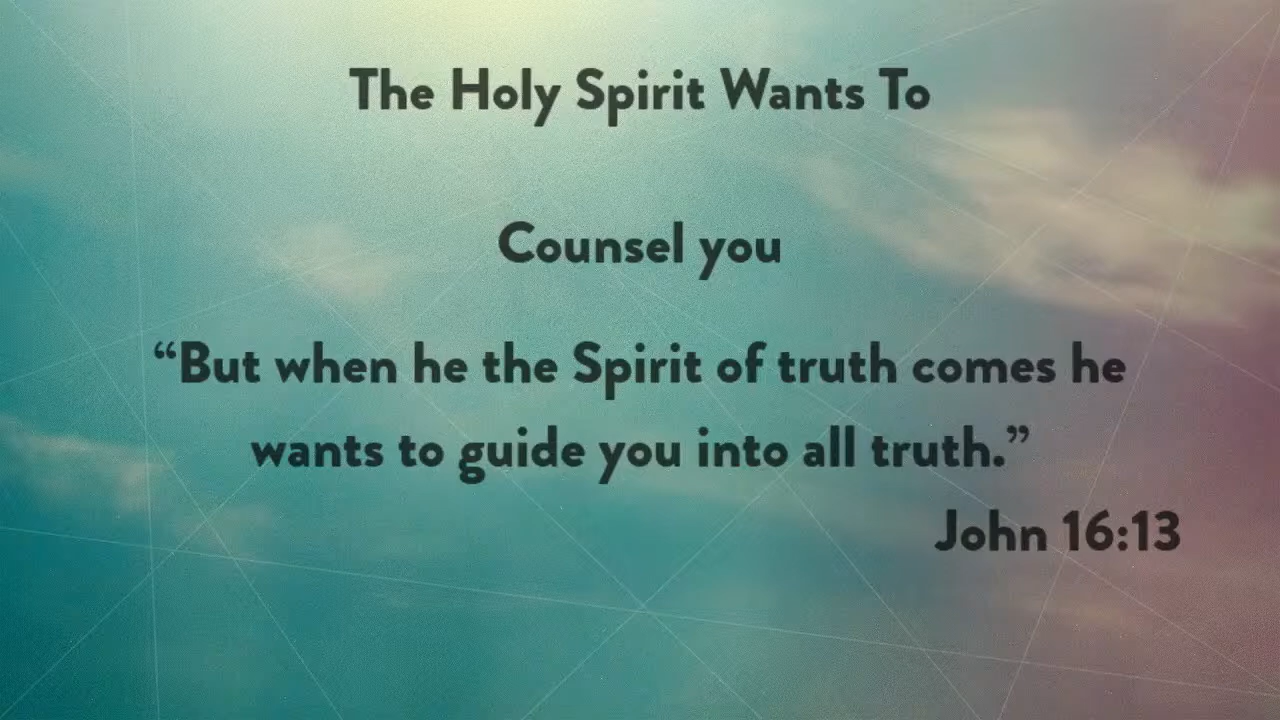 The Holy Spirit Wants To
Counsel you
“But when he the Spirit of truth comes he
wants to guide you into all truth.”
John 16:13